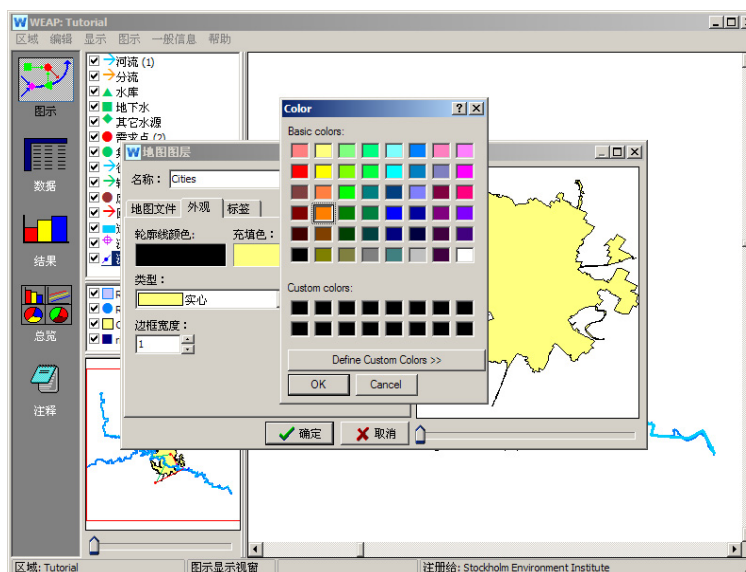 WEAP: Tutorial
区域 编辑 显示 图示 一般信息 帮助
图示
数据
结果
总览
注释
河流 (1)
分流
水库
地下水
其它水源
需求点 (2)
地图图层
名称： Cities
地图文件 外观 标签
轮廓线颜色: 充填色：
类型：
实心
边框宽度：
1
确定 取消
Color
Basic colors:
Custom colors:
Define Custom Colors >>
OK Cancel
区域: Tutorial 图示显示视窗 注册给: Stockholm Environment Institute